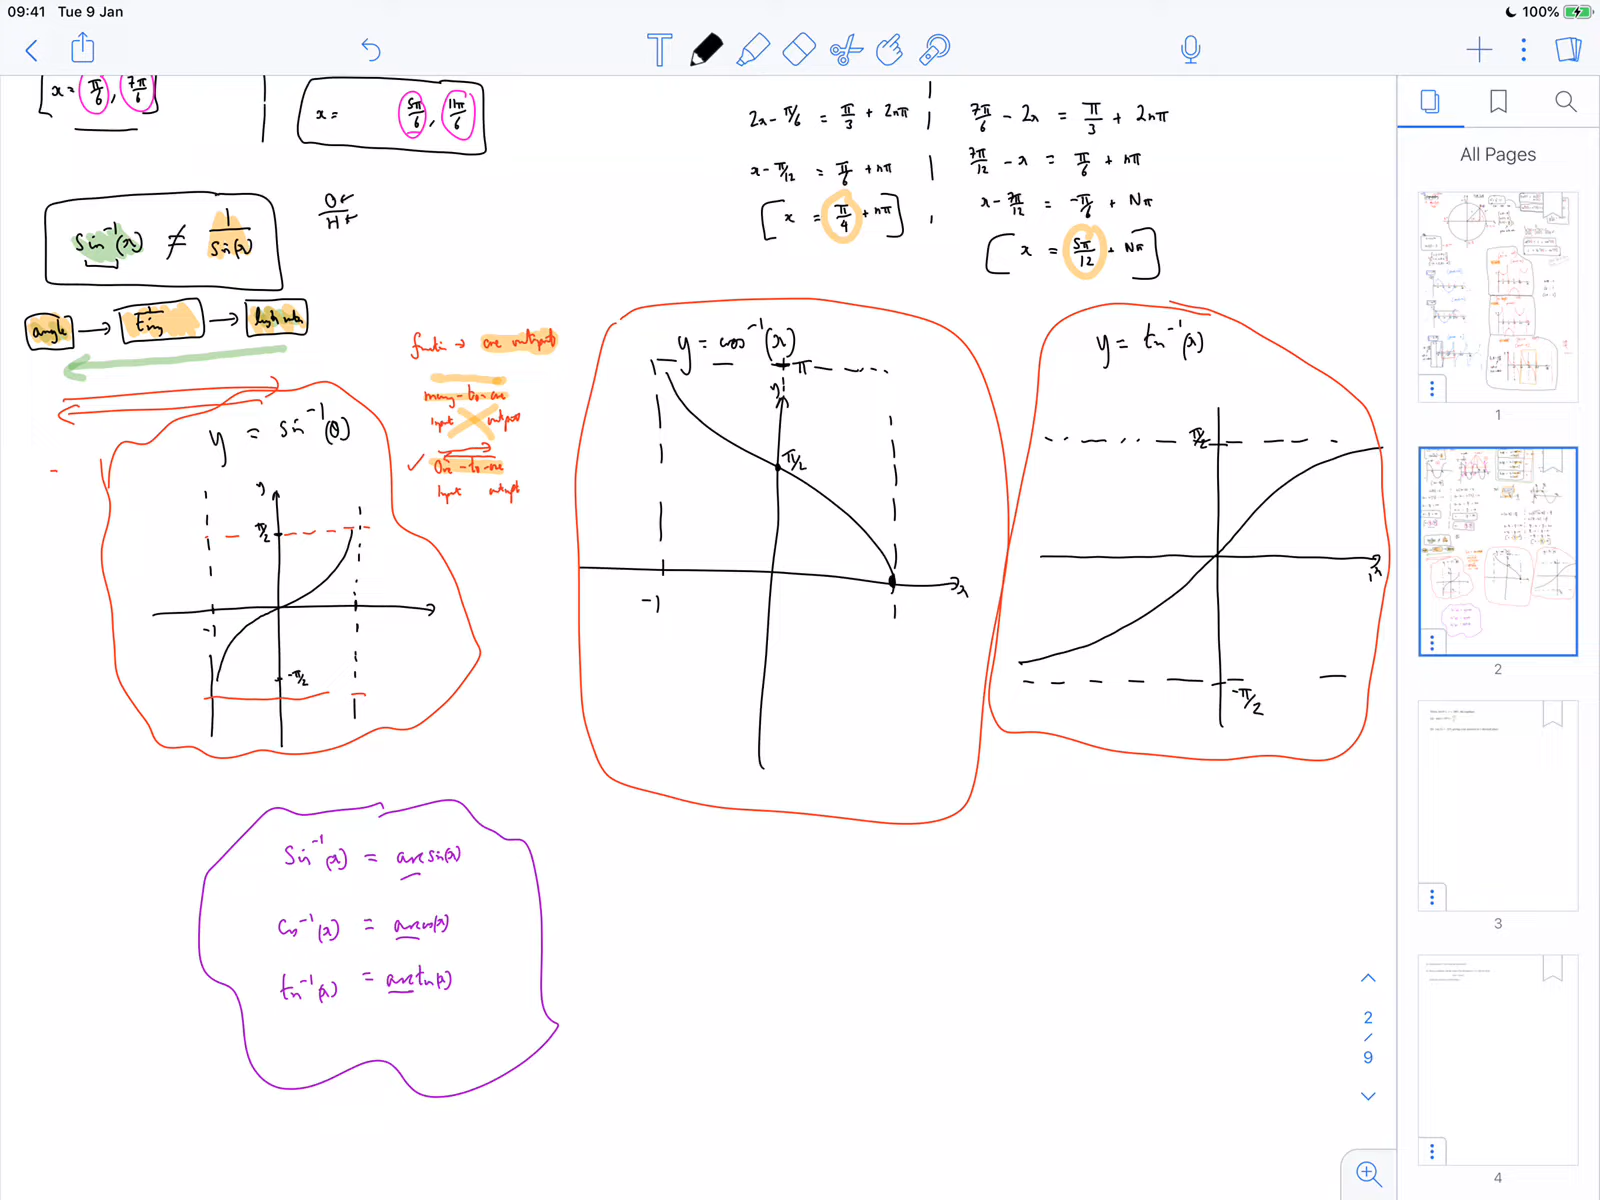 09:41 Tue 9 Jan
100%
x = π/6, 7π/6
x = 5π/6, 11π/6
2x - π/6 = π/3 + 2nπ
x - π/12 = π/6 + nπ
[x = π/4 + nπ],
7π/6 - 2x = π/3 + 2nπ
7π/12 - x = π/6 + nπ
x - 7π/12 = -π/6 + Nπ
[x = 5π/12 + Nπ]
sin⁻¹(x) ≠ 1/sin(x)
O/H
angle → trig →
function → one output
many-to-one
input output
✓ One-to-one
input output
y = sin⁻¹(θ)
y
π/2
-1
-π/2
y = cos⁻¹(x)
π
y
π/2
-1
1
x
y = tan⁻¹(x)
π/2
x
-π/2
Sin⁻¹(x) = arcsin(x)
Cos⁻¹(x) = arccos(x)
tan⁻¹(x) = arctan(x)
2
/
9
All Pages
1
2
3
4